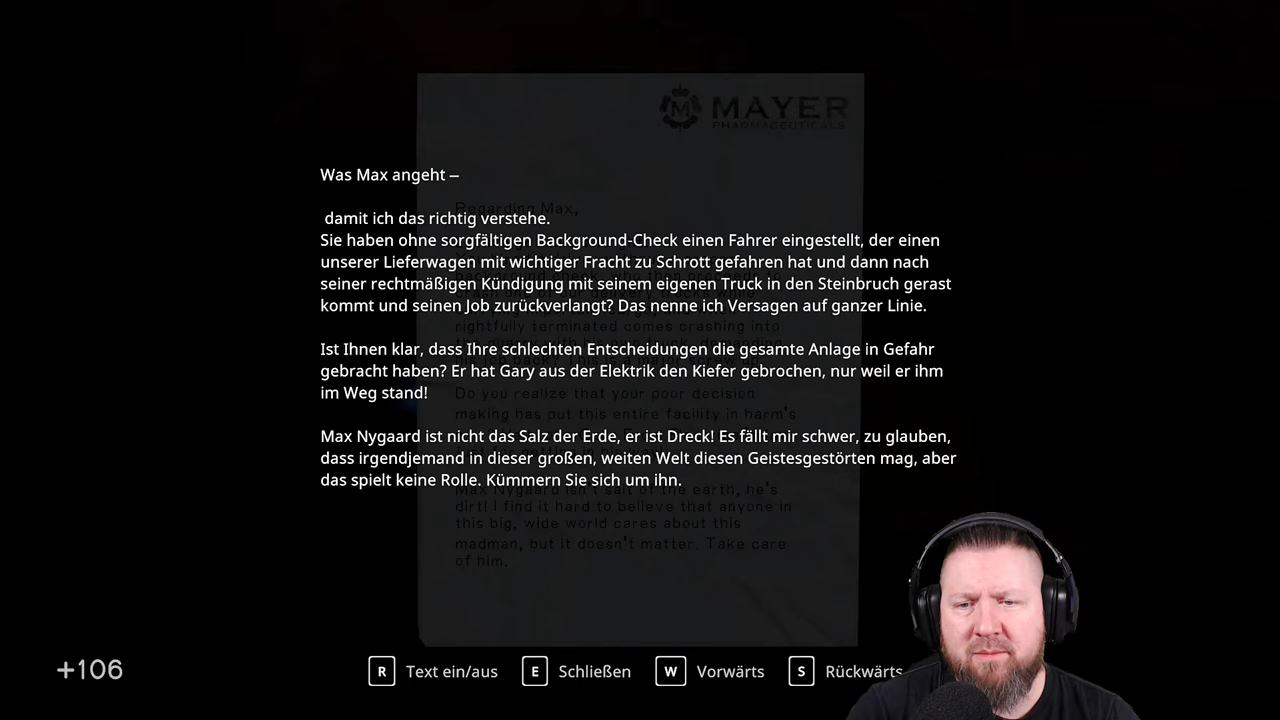 MAYER
PHARMACEUTICALS
Was Max angeht –
Regarding Max,
damit ich das richtig verstehe.
Sie haben ohne sorgfältigen Background-Check einen Fahrer eingestellt, der einen
unserer Lieferwagen mit wichtiger Fracht zu Schrott gefahren hat und dann nach
seiner rechtmäßigen Kündigung mit seinem eigenen Truck in den Steinbruch gerast
kommt und seinen Job zurückverlangt? Das nenne ich Versagen auf ganzer Linie.
rightfully terminated comes crashing into
Ist Ihnen klar, dass Ihre schlechten Entscheidungen die gesamte Anlage in Gefahr
gebracht haben? Er hat Gary aus der Elektrik den Kiefer gebrochen, nur weil er ihm
im Weg stand!
Do you realize that your poor decision
making has put this entire facility in harm's
Max Nygaard ist nicht das Salz der Erde, er ist Dreck! Es fällt mir schwer, zu glauben,
dass irgendjemand in dieser großen, weiten Welt diesen Geistesgestörten mag, aber
das spielt keine Rolle. Kümmern Sie sich um ihn.
Max Nygaard isn't salt of the earth, he's
dirt! I find it hard to believe that anyone in
this big, wide world cares about this
madman, but it doesn't matter. Take care
of him.
+106
R Text ein/aus E Schließen W Vorwärts S Rückwärts